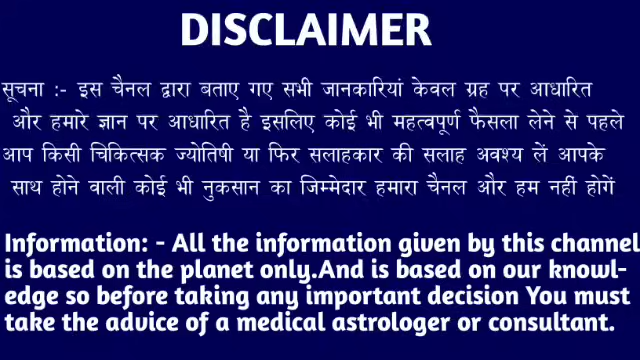 DISCLAIMER
सूचना :- इस चैनल द्वारा बताए गए सभी जानकारियां केवल ग्रह पर आधारित
और हमारे ज्ञान पर आधारित है इसलिए कोई भी महत्वपूर्ण फैसला लेने से पहले
आप किसी चिकित्सक ज्योतिषी या फिर सलाहकार की सलाह अवश्य लें आपके
साथ होने वाली कोई भी नुकसान का जिम्मेदार हमारा चैनल और हम नहीं होगें
Information: - All the information given by this channel
is based on the planet only.And is based on our knowl-
edge so before taking any important decision You must
take the advice of a medical astrologer or consultant.